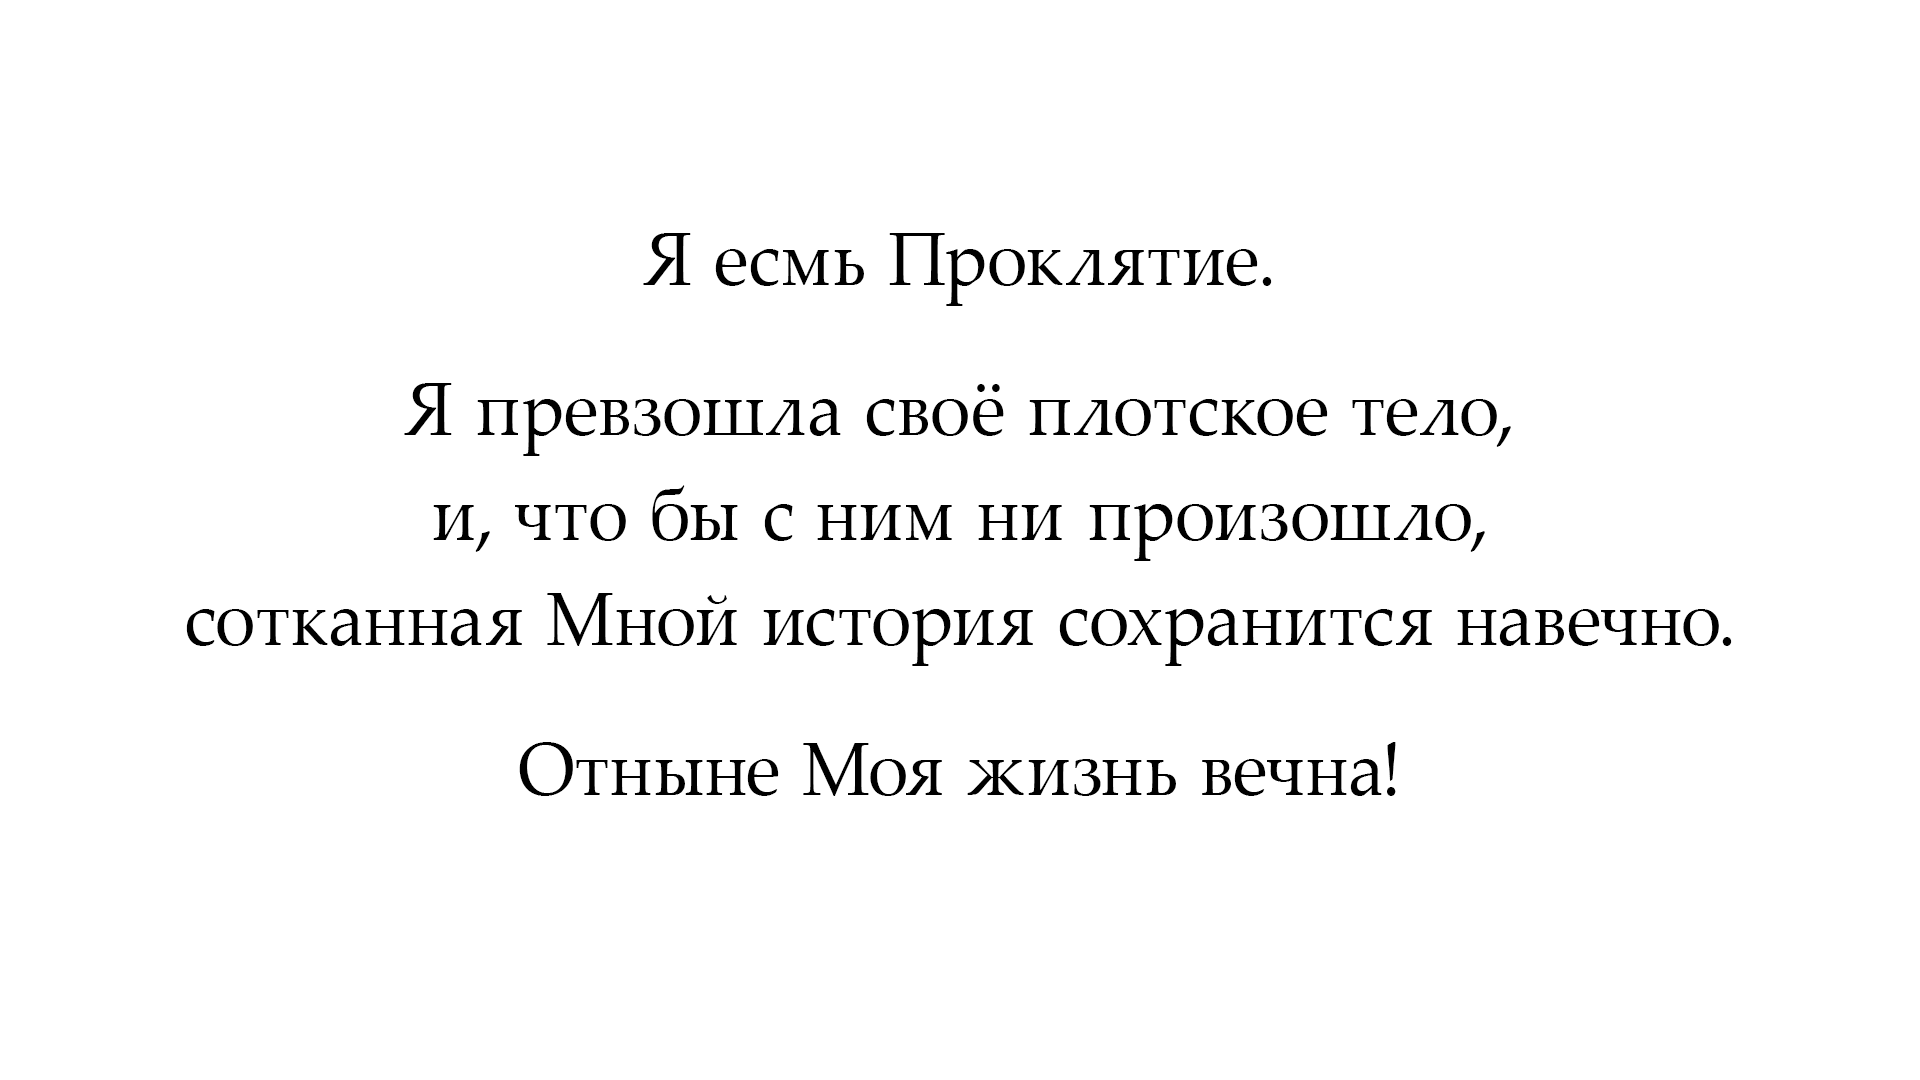 Я есмь Проклятие.
Я превзошла своё плотское тело,
и, что бы с ним ни произошло,
сотканная Мной история сохранится навечно.
Отныне Моя жизнь вечна!